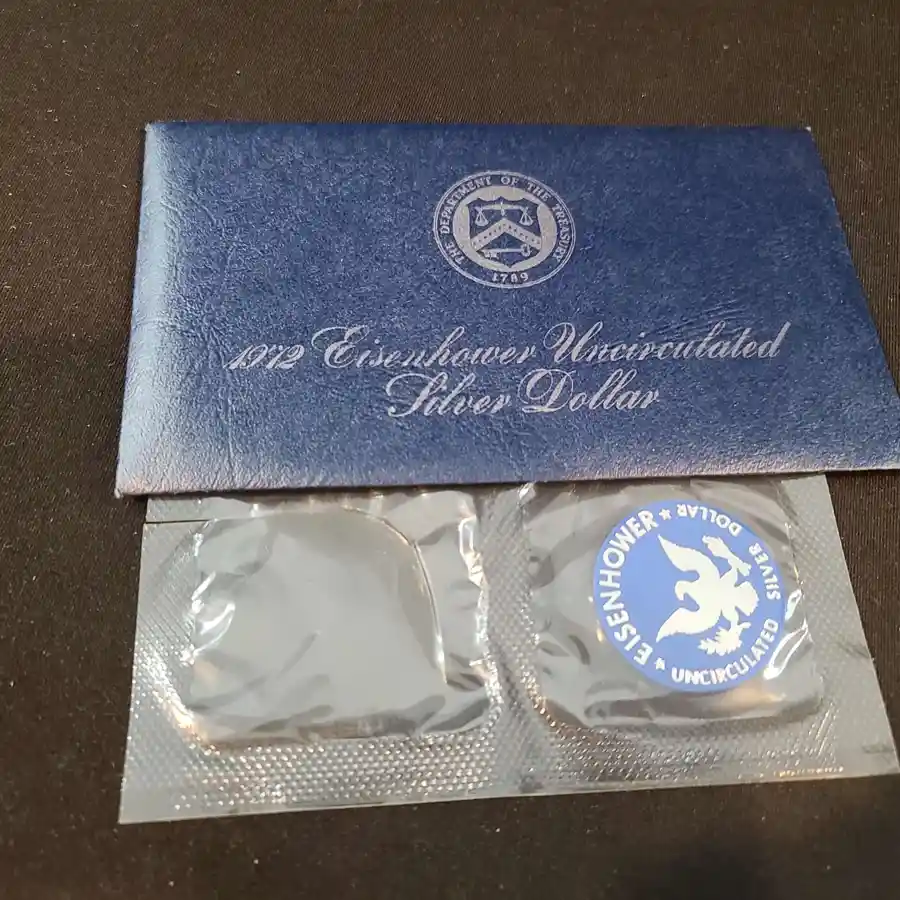 THE DEPARTMENT OF THE TREASURY
1789
1972 Eisenhower Uncirculated
Silver Dollar
EISENHOWER ★ UNCIRCULATED SILVER DOLLAR ★